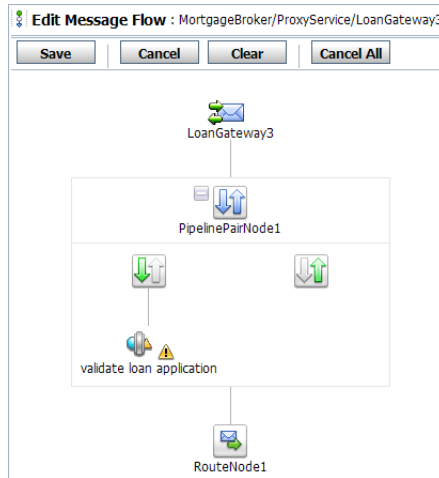 Edit Message Flow : MortgageBroker/ProxyService/LoanGateway3
Save Cancel Clear Cancel All
LoanGateway3
PipelinePairNode1
validate loan application
RouteNode1